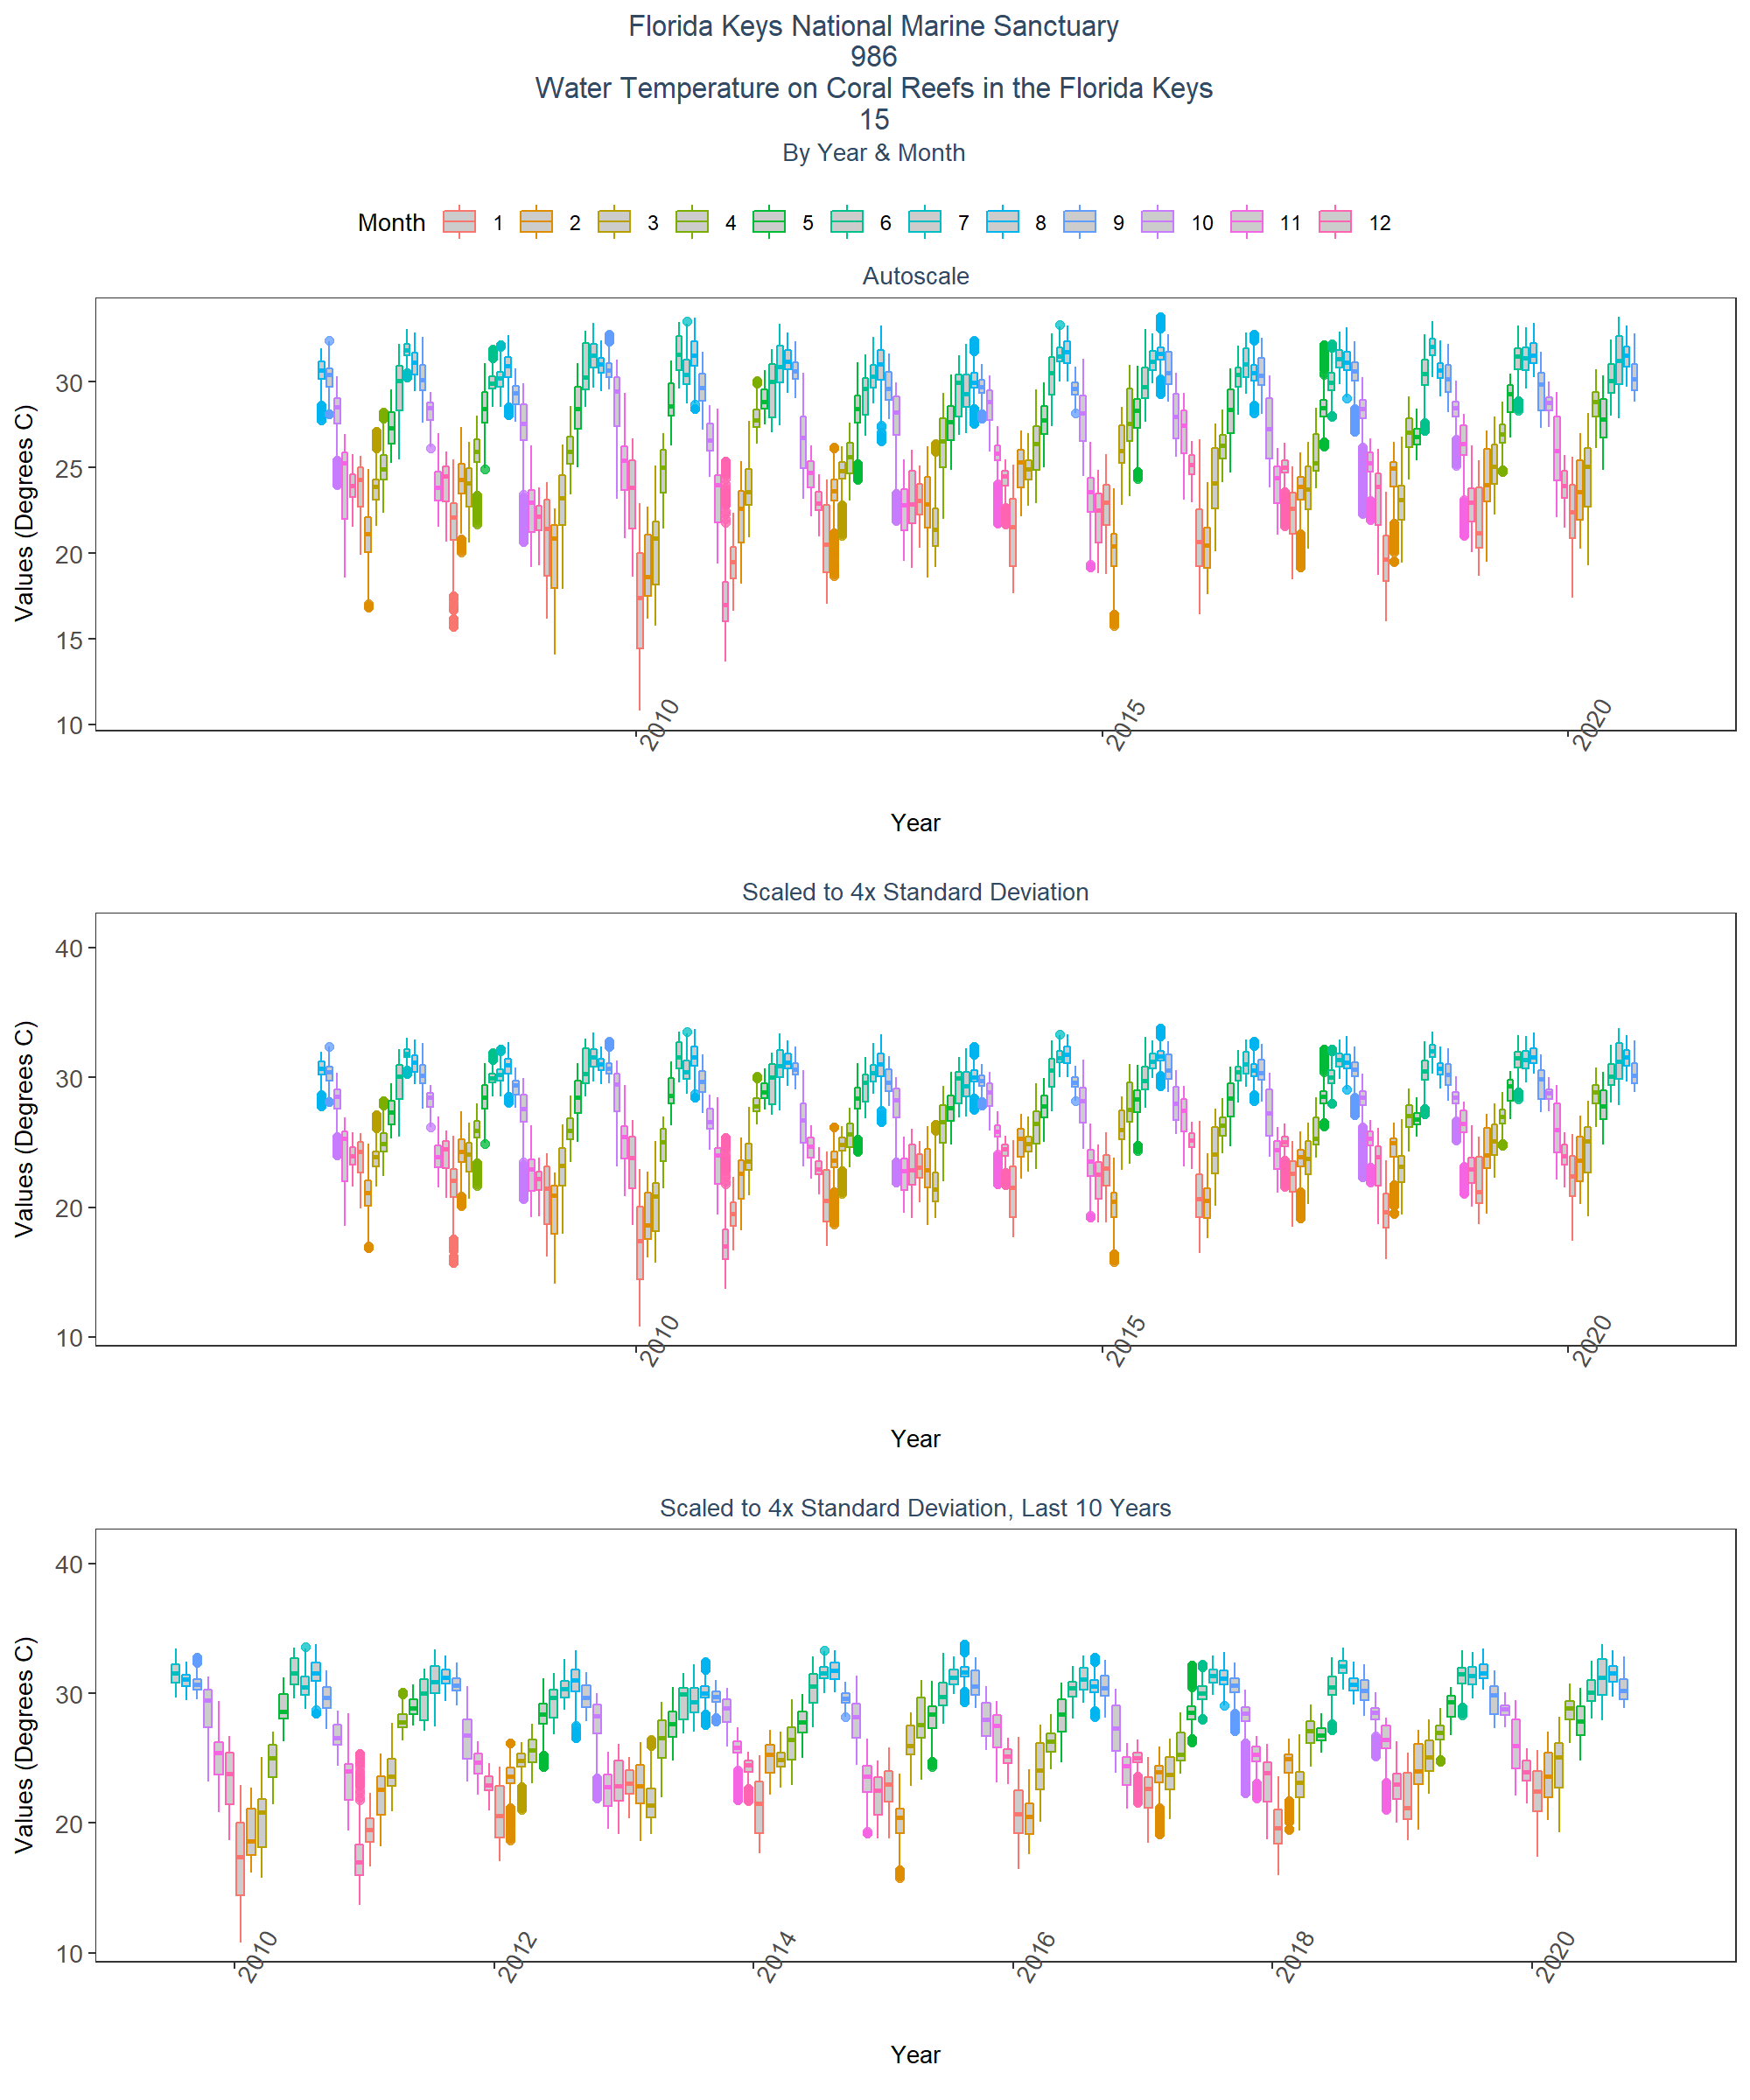 Florida Keys National Marine Sanctuary
986
Water Temperature on Coral Reefs in the Florida Keys
15
By Year & Month
Month 1 2 3 4 5 6 7 8 9 10 11 12
Autoscale
Values (Degrees C)
30
25
20
15
10
2010 2015 2020
Year
Scaled to 4x Standard Deviation
Values (Degrees C)
40
30
20
10
2010 2015 2020
Year
Scaled to 4x Standard Deviation, Last 10 Years
Values (Degrees C)
40
30
20
10
2010 2012 2014 2016 2018 2020
Year